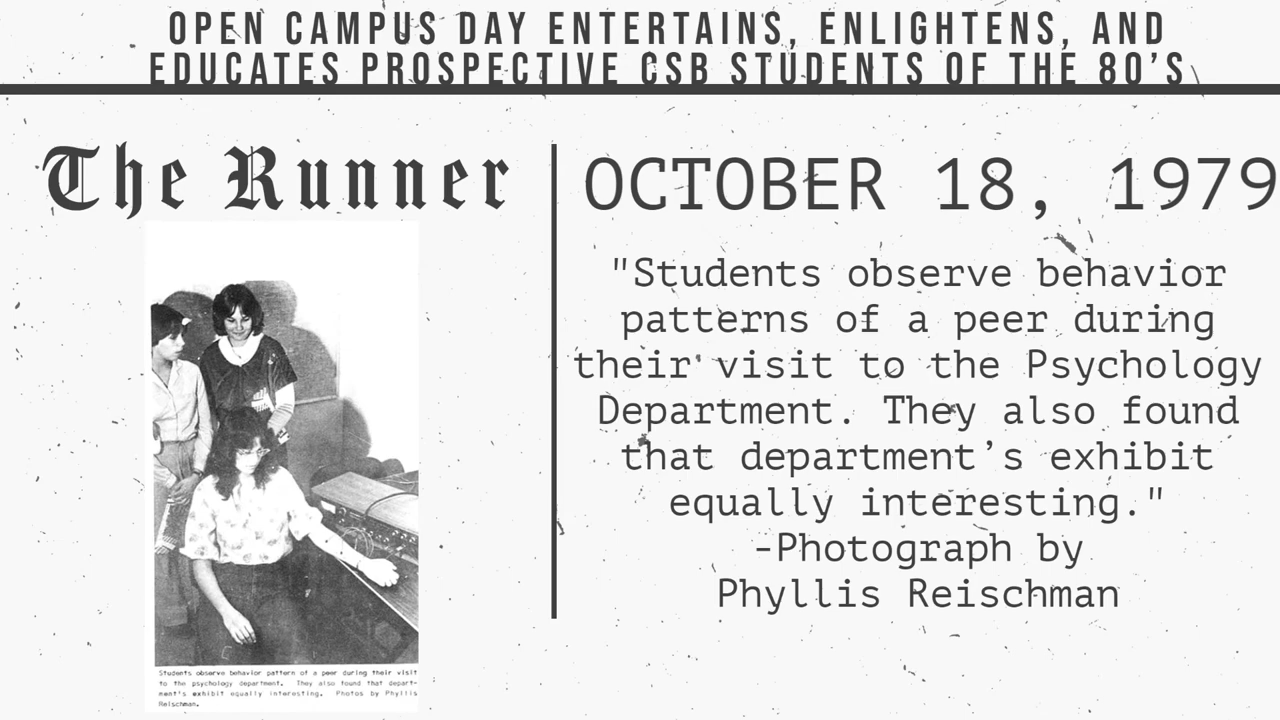 OPEN CAMPUS DAY ENTERTAINS, ENLIGHTENS, AND
EDUCATES PROSPECTIVE CSB STUDENTS OF THE 80'S
The Runner
OCTOBER 18, 1979
"Students observe behavior
patterns of a peer during
their visit to the Psychology
Department. They also found
that department's exhibit
equally interesting."
-Photograph by
Phyllis Reischman
Students observe behavior pattern of a peer during their visit
to the psychology department. They also found that depart-
ment's exhibit equally interesting. Photos by Phyllis
Reischman.